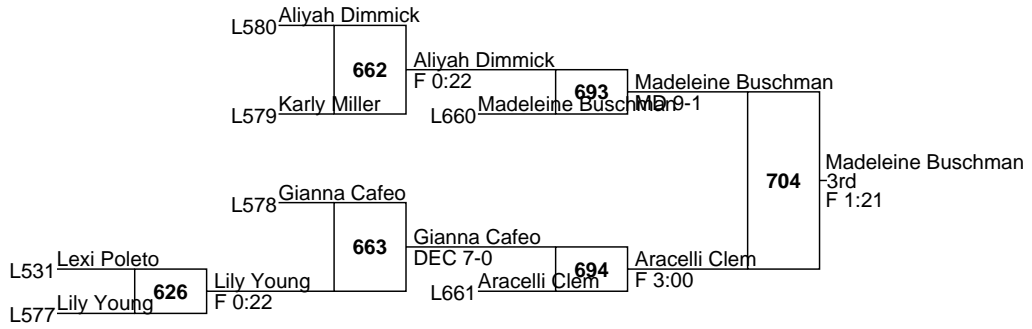 Aliyah Dimmick
L580
662
Aliyah Dimmick
F 0:22
L579
Karly Miller
693
L660
Madeleine Buschman
Madeleine Buschman
MD 9-1
704
Madeleine Buschman
3rd
F 1:21
Gianna Cafeo
L578
663
Gianna Cafeo
DEC 7-0
L531
Lexi Poleto
626
Lily Young
F 0:22
L577
Lily Young
694
L661
Aracelli Clem
Aracelli Clem
F 3:00